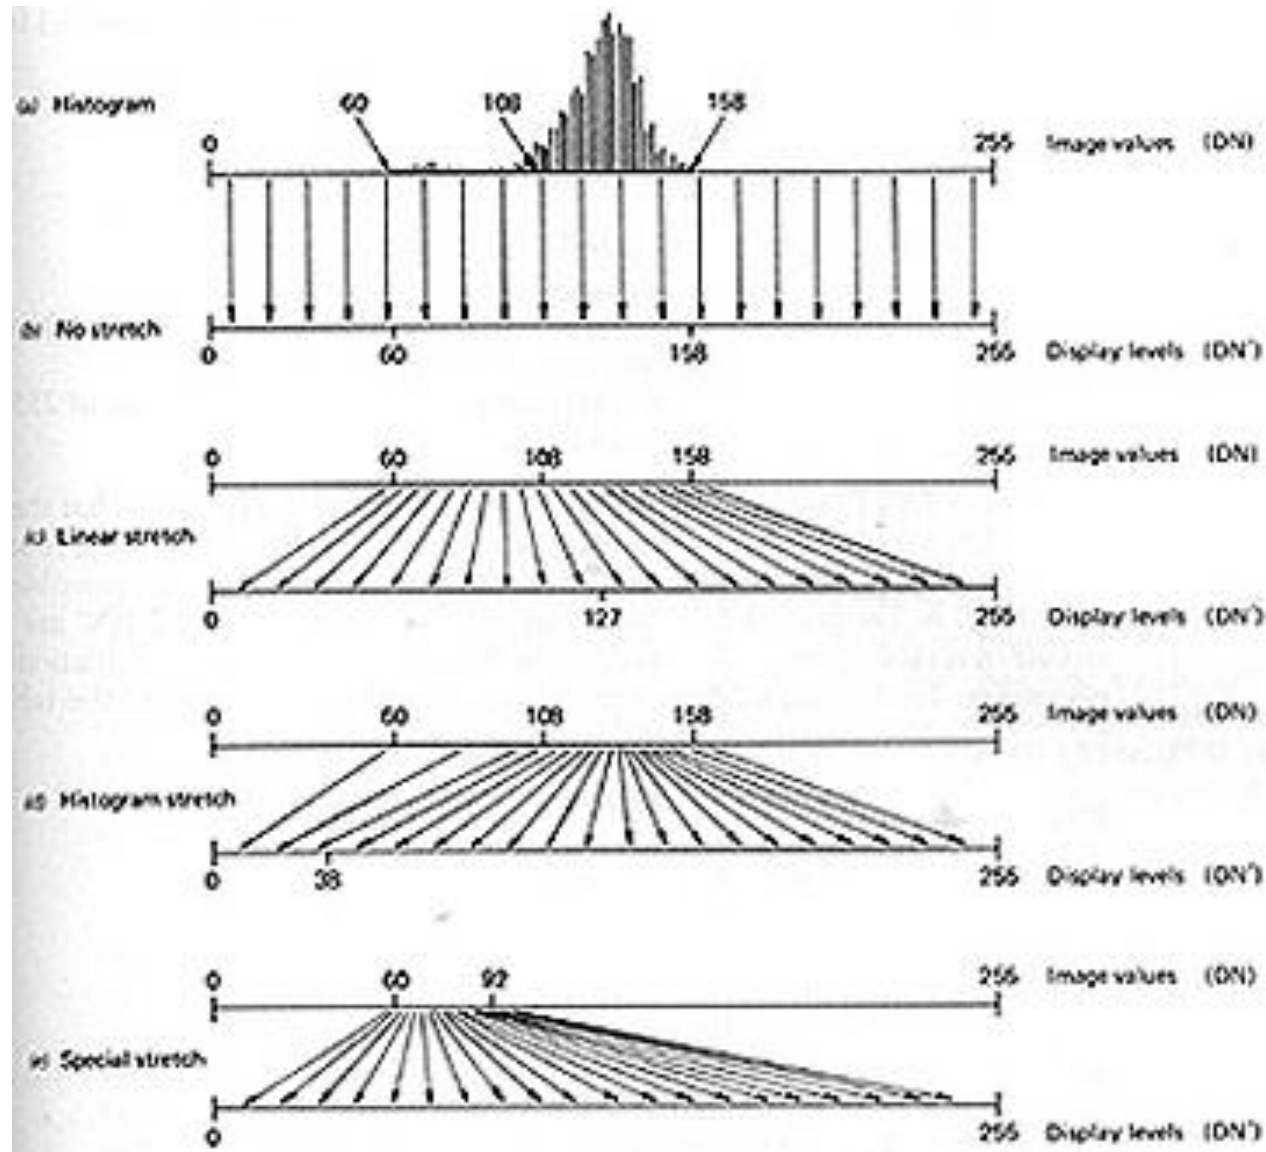 (a) Histogram
60 108 158
0 255 Image values (DN)
(b) No stretch
0 60 158 255 Display levels (DN')
0 60 108 158 255 Image values (DN)
(c) Linear stretch
0 127 255 Display levels (DN')
0 60 108 158 255 Image values (DN)
(d) Histogram stretch
0 38 255 Display levels (DN')
0 60 92 255 Image values (DN)
(e) Special stretch
0 255 Display levels (DN')